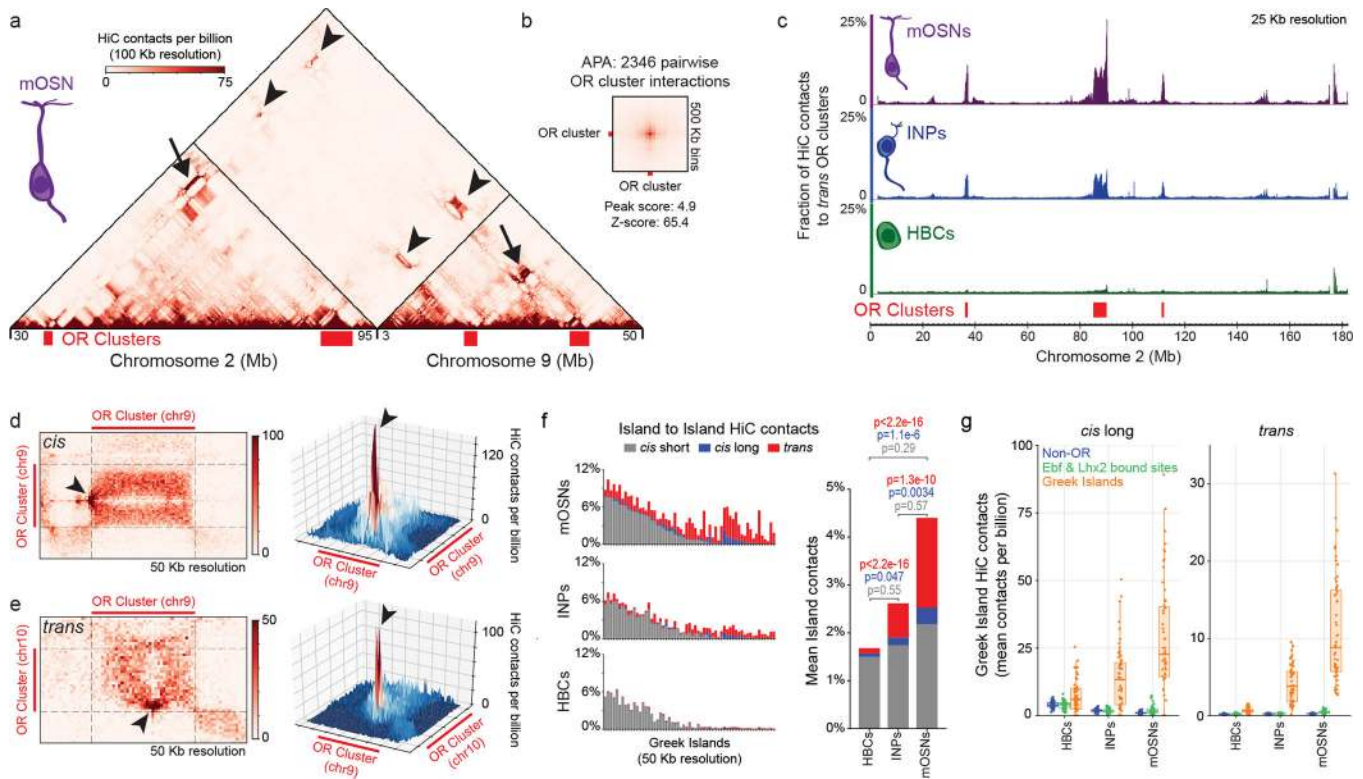 a
mOSN
HiC contacts per billion
(100 Kb resolution)
0
75
30
OR Clusters
95
3
50
Chromosome 2 (Mb)
Chromosome 9 (Mb)
b
APA: 2346 pairwise
OR cluster interactions
OR cluster
500 Kb bins
OR cluster
Peak score: 4.9
Z-score: 65.4
c
Fraction of HiC contacts
to trans OR clusters
25%
25 Kb resolution
mOSNs
0
25%
INPs
0
25%
HBCs
0
OR Clusters
0 20 40 60 80 100 120 140 160 180
Chromosome 2 (Mb)
d
OR Cluster (chr9)
cis
OR Cluster (chr9)
100
0
50 Kb resolution
120
0
HiC contacts per billion
OR Cluster
(chr9)
OR Cluster
(chr9)
e
OR Cluster (chr9)
trans
OR Cluster (chr10)
50
0
50 Kb resolution
100
0
HiC contacts per billion
OR Cluster
(chr9)
OR Cluster
(chr10)
f
Island to Island HiC contacts
cis short
cis long
trans
mOSNs
12%
6%
0
INPs
12%
6%
0%
HBCs
12%
6%
0%
Greek Islands
(50 Kb resolution)
p<2.2e-16
p=1.1e-6
p=0.29
p=1.3e-10
p=0.0034
p=0.57
p<2.2e-16
p=0.047
p=0.55
Mean Island contacts
5%
4%
3%
2%
1%
0%
HBCs
INPs
mOSNs
g
Greek Island HiC contacts
(mean contacts per billion)
cis long
Non-OR
Ebf & Lhx2 bound sites
Greek Islands
100
75
50
25
0
HBCs
INPs
mOSNs
trans
30
20
10
0
HBCs
INPs
mOSNs